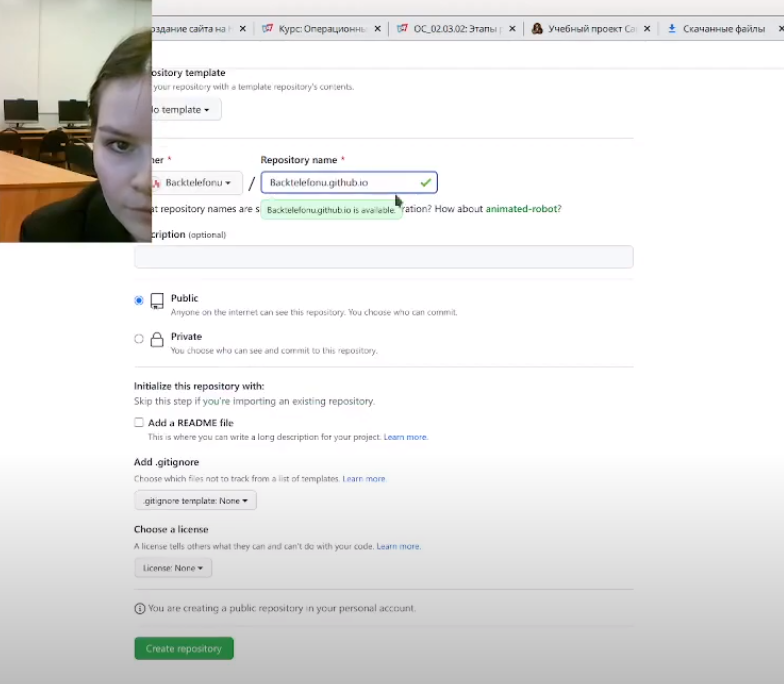 оздание сайта на
Курс: Операционн
ОС_02.03.02: Этапы
Учебный проект Са
Скачанные файлы
ository template
your repository with a template repository's contents.
lo template
ner *
Repository name *
Backtelefonu / Backtelefonu.github.io
at repository names are s
Backtelefonu.github.io is available.
ration? How about animated-robot?
cription (optional)
Public
Anyone on the internet can see this repository. You choose who can commit.
Private
You choose who can see and commit to this repository.
Initialize this repository with:
Skip this step if you're importing an existing repository.
Add a README file
This is where you can write a long description for your project. Learn more.
Add .gitignore
Choose which files not to track from a list of templates. Learn more.
.gitignore template: None
Choose a license
A license tells others what they can and can't do with your code. Learn more.
License: None
You are creating a public repository in your personal account.
Create repository